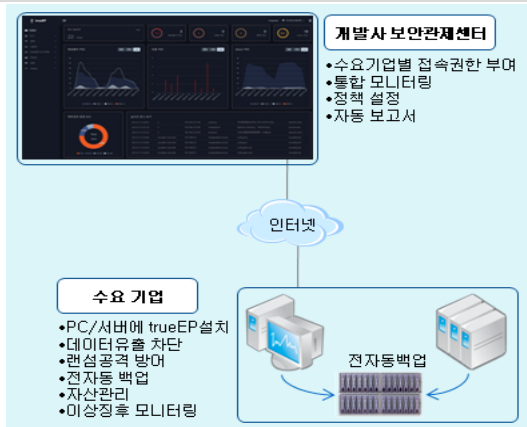 개발사 보안관제센터
•수요기업별 접속권한 부여
•통합 모니터링
•정책 설정
•자동 보고서
인터넷
수요 기업
•PC/서버에 trueEP설치
•데이터유출 차단
•랜섬공격 방어
•전자동 백업
•자산관리
•이상징후 모니터링
전자동백업